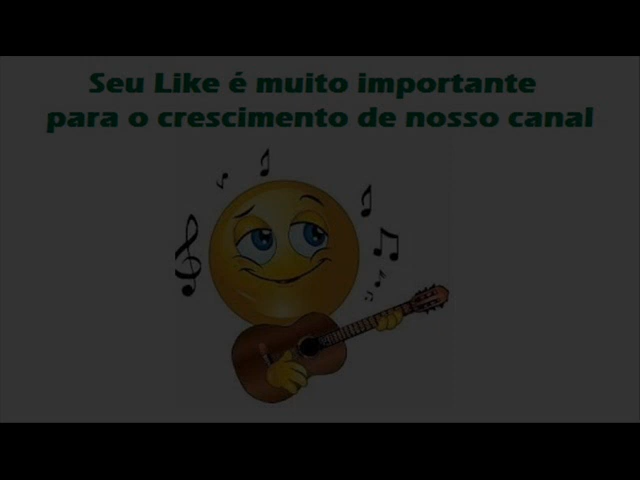 Seu Like é muito importante
para o crescimento de nosso canal